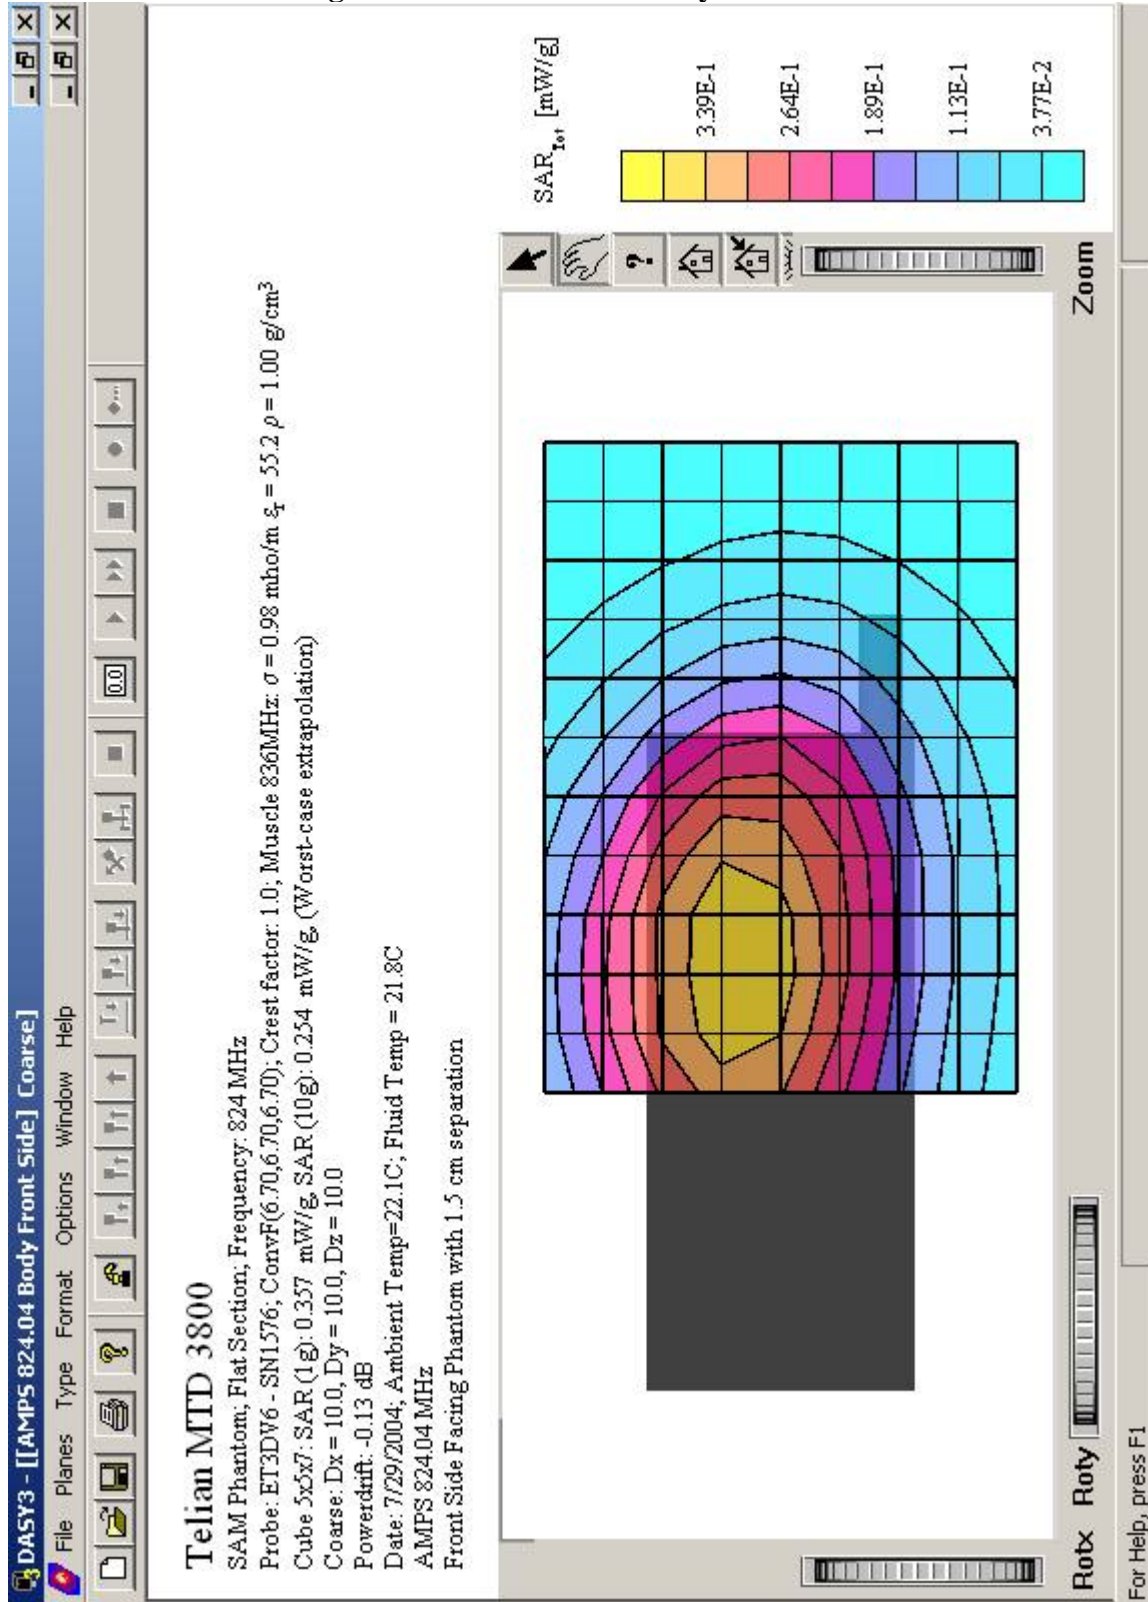 DASY3 - [[AMPS 824.04 Body Front Side] Coarse]
File Planes Type Format Options Window Help
0.0
Telian MTD 3800
SAM Phantom; Flat Section; Frequency: 824 MHz
Probe: ET3DV6 - SN1576; ConvF(6.70,6.70,6.70); Crest factor: 1.0; Muscle 836MHz: σ = 0.98 mho/m εr = 55.2 ρ = 1.00 g/cm³
Cube 5x5x7: SAR (1g): 0.357 mW/g, SAR (10g): 0.254 mW/g, (Worst-case extrapolation)
Coarse: Dx = 10.0, Dy = 10.0, Dz = 10.0
Powerdrift: -0.13 dB
Date: 7/29/2004; Ambient Temp=22.1C; Fluid Temp = 21.8C
AMPS 824.04 MHz
Front Side Facing Phantom with 1.5 cm separation
SARTot [mW/g]
3.39E-1
2.64E-1
1.89E-1
1.13E-1
3.77E-2
Rotx Roty Zoom
For Help, press F1